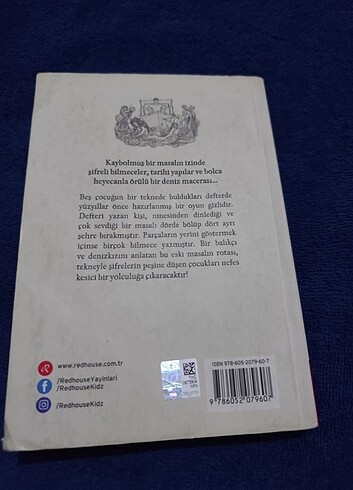 Kaybolmuş bir masalın izinde
şifreli bilmeceler, tarihi yapılar ve bolca
heyecanla örülü bir deniz macerası...
Beş çocuğun bir teknede buldukları defterde
yüzyıllar önce hazırlanmış bir oyun gizlidir.
Defteri yazan kişi, ninesinden dinlediği ve
çok sevdiği bir masalı dörde bölüp dört ayrı
şehre bırakmıştır. Parçaların yerini göstermek
içinse birçok bilmece yazmıştır. Bir balıkçı
ve denizkızını anlatan bu eski masalın rotası,
tekneyle şifrelerin peşine düşen çocukları nefes
kesici bir yolculuğa çıkaracaktır!
www.redhouse.com.tr
/RedhouseYayinlari
/RedhouseKidz
/RedhouseKidz
ISBN 978-605-2079-60-7
9 786052 079607